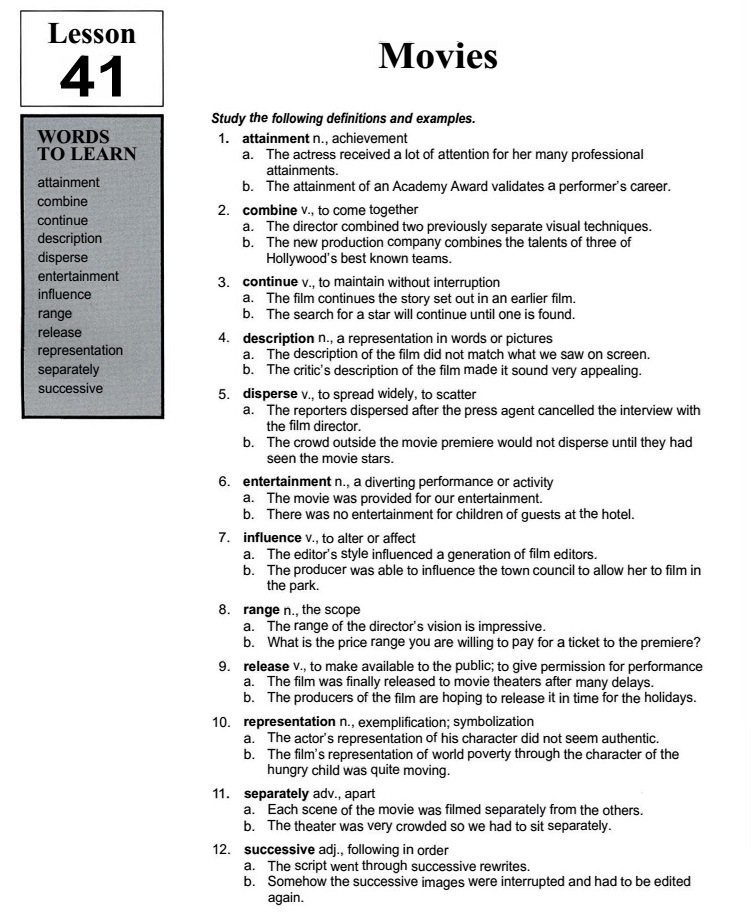 Lesson
41
Movies
WORDS
TO LEARN
attainment
combine
continue
description
disperse
entertainment
influence
range
release
representation
separately
successive
Study the following definitions and examples.
1. attainment n., achievement
a. The actress received a lot of attention for her many professional
attainments.
b. The attainment of an Academy Award validates a performer's career.
2. combine v., to come together
a. The director combined two previously separate visual techniques.
b. The new production company combines the talents of three of
Hollywood's best known teams.
3. continue v., to maintain without interruption
a. The film continues the story set out in an earlier film.
b. The search for a star will continue until one is found.
4. description n., a representation in words or pictures
a. The description of the film did not match what we saw on screen.
b. The critic's description of the film made it sound very appealing.
5. disperse v., to spread widely, to scatter
a. The reporters dispersed after the press agent cancelled the interview with
the film director.
b. The crowd outside the movie premiere would not disperse until they had
seen the movie stars.
6. entertainment n., a diverting performance or activity
a. The movie was provided for our entertainment.
b. There was no entertainment for children of guests at the hotel.
7. influence v., to alter or affect
a. The editor's style influenced a generation of film editors.
b. The producer was able to influence the town council to allow her to film in
the park.
8. range n., the scope
a. The range of the director's vision is impressive.
b. What is the price range you are willing to pay for a ticket to the premiere?
9. release v., to make available to the public; to give permission for performance
a. The film was finally released to movie theaters after many delays.
b. The producers of the film are hoping to release it in time for the holidays.
10. representation n., exemplification; symbolization
a. The actor's representation of his character did not seem authentic.
b. The film's representation of world poverty through the character of the
hungry child was quite moving.
11. separately adv., apart
a. Each scene of the movie was filmed separately from the others.
b. The theater was very crowded so we had to sit separately.
12. successive adj., following in order
a. The script went through successive rewrites.
b. Somehow the successive images were interrupted and had to be edited
again.